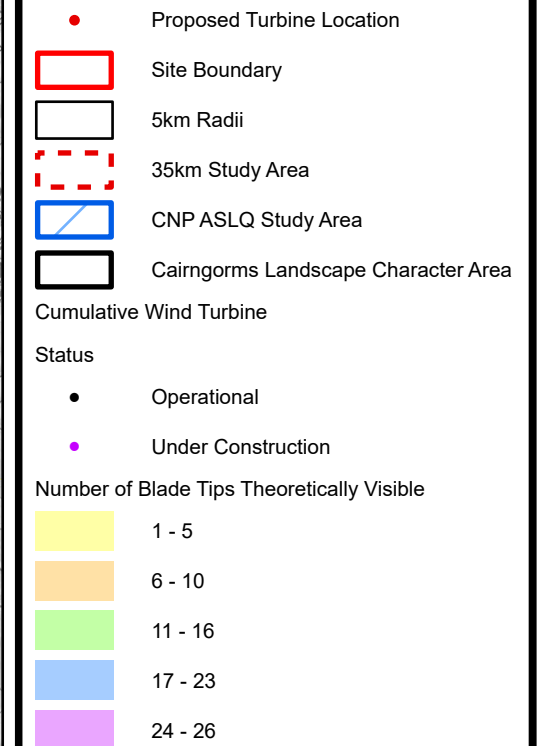 Proposed Turbine Location
Site Boundary
5km Radii
35km Study Area
CNP ASLQ Study Area
Cairngorms Landscape Character Area
Cumulative Wind Turbine
Status
Operational
Under Construction
Number of Blade Tips Theoretically Visible
1 - 5
6 - 10
11 - 16
17 - 23
24 - 26